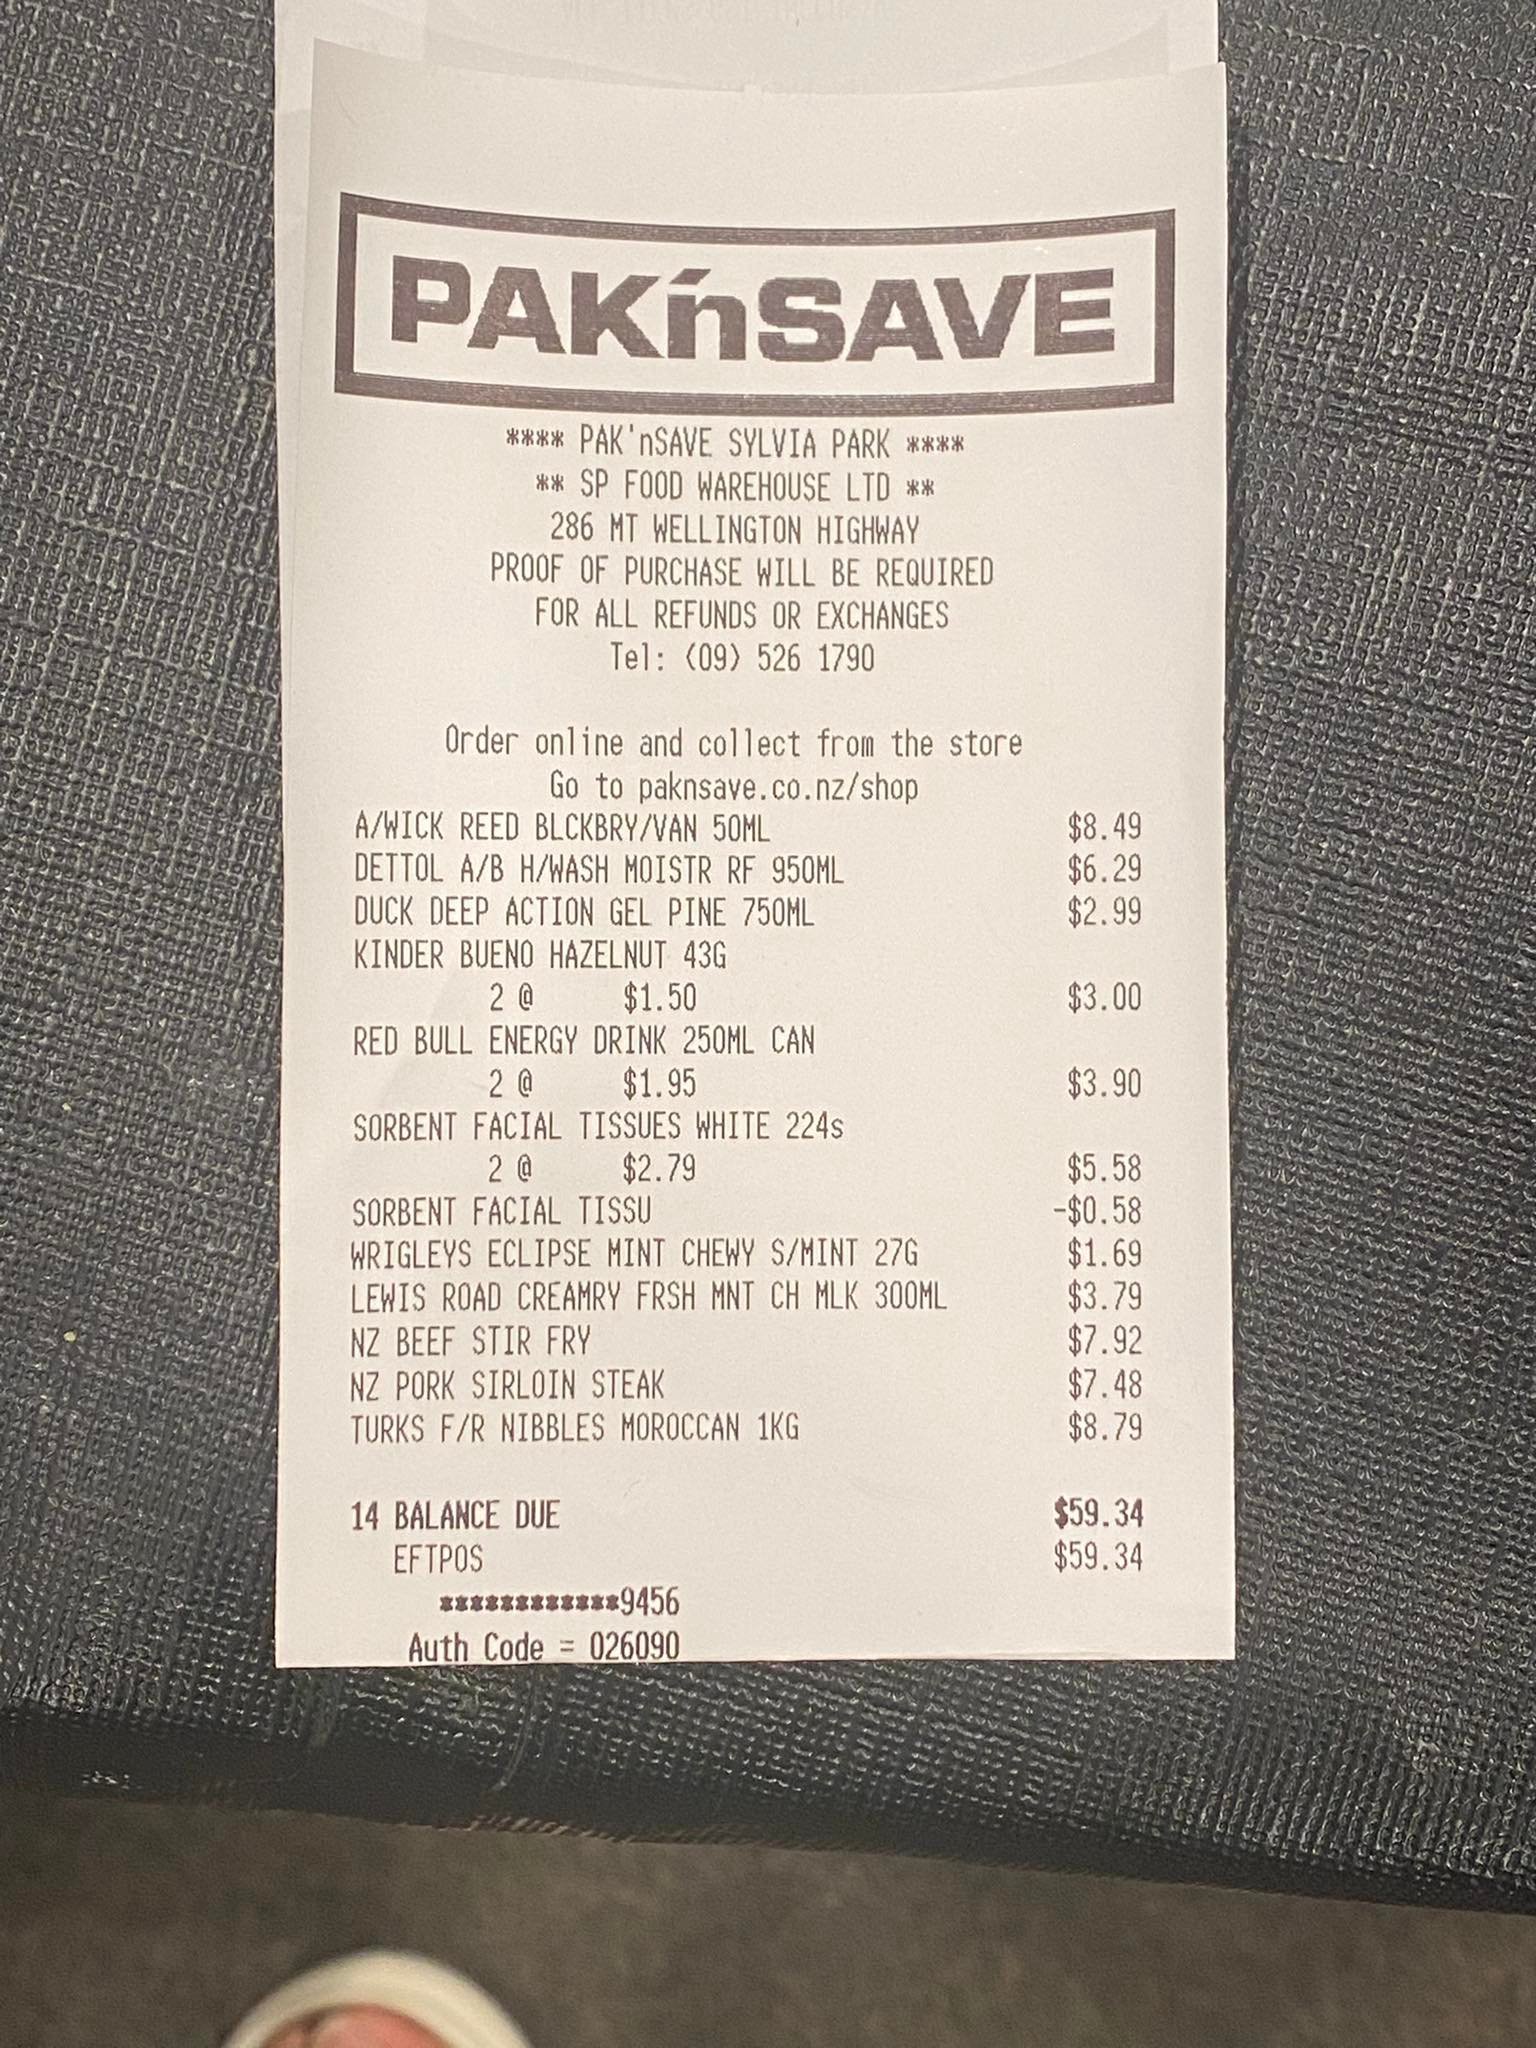 PAK'nSAVE
**** PAK'nSAVE SYLVIA PARK ****
** SP FOOD WAREHOUSE LTD **
286 MT WELLINGTON HIGHWAY
PROOF OF PURCHASE WILL BE REQUIRED
FOR ALL REFUNDS OR EXCHANGES
Tel: (09) 526 1790
Order online and collect from the store
Go to paknsave.co.nz/shop
A/WICK REED BLCKBRY/VAN 50ML $8.49
DETTOL A/B H/WASH MOISTR RF 950ML $6.29
DUCK DEEP ACTION GEL PINE 750ML $2.99
KINDER BUENO HAZELNUT 43G
2 @ $1.50 $3.00
RED BULL ENERGY DRINK 250ML CAN
2 @ $1.95 $3.90
SORBENT FACIAL TISSUES WHITE 224s
2 @ $2.79 $5.58
SORBENT FACIAL TISSU -$0.58
WRIGLEYS ECLIPSE MINT CHEWY S/MINT 27G $1.69
LEWIS ROAD CREAMRY FRSH MNT CH MLK 300ML $3.79
NZ BEEF STIR FRY $7.92
NZ PORK SIRLOIN STEAK $7.48
TURKS F/R NIBBLES MOROCCAN 1KG $8.79
14 BALANCE DUE $59.34
EFTPOS $59.34
************9456
Auth Code = 026090